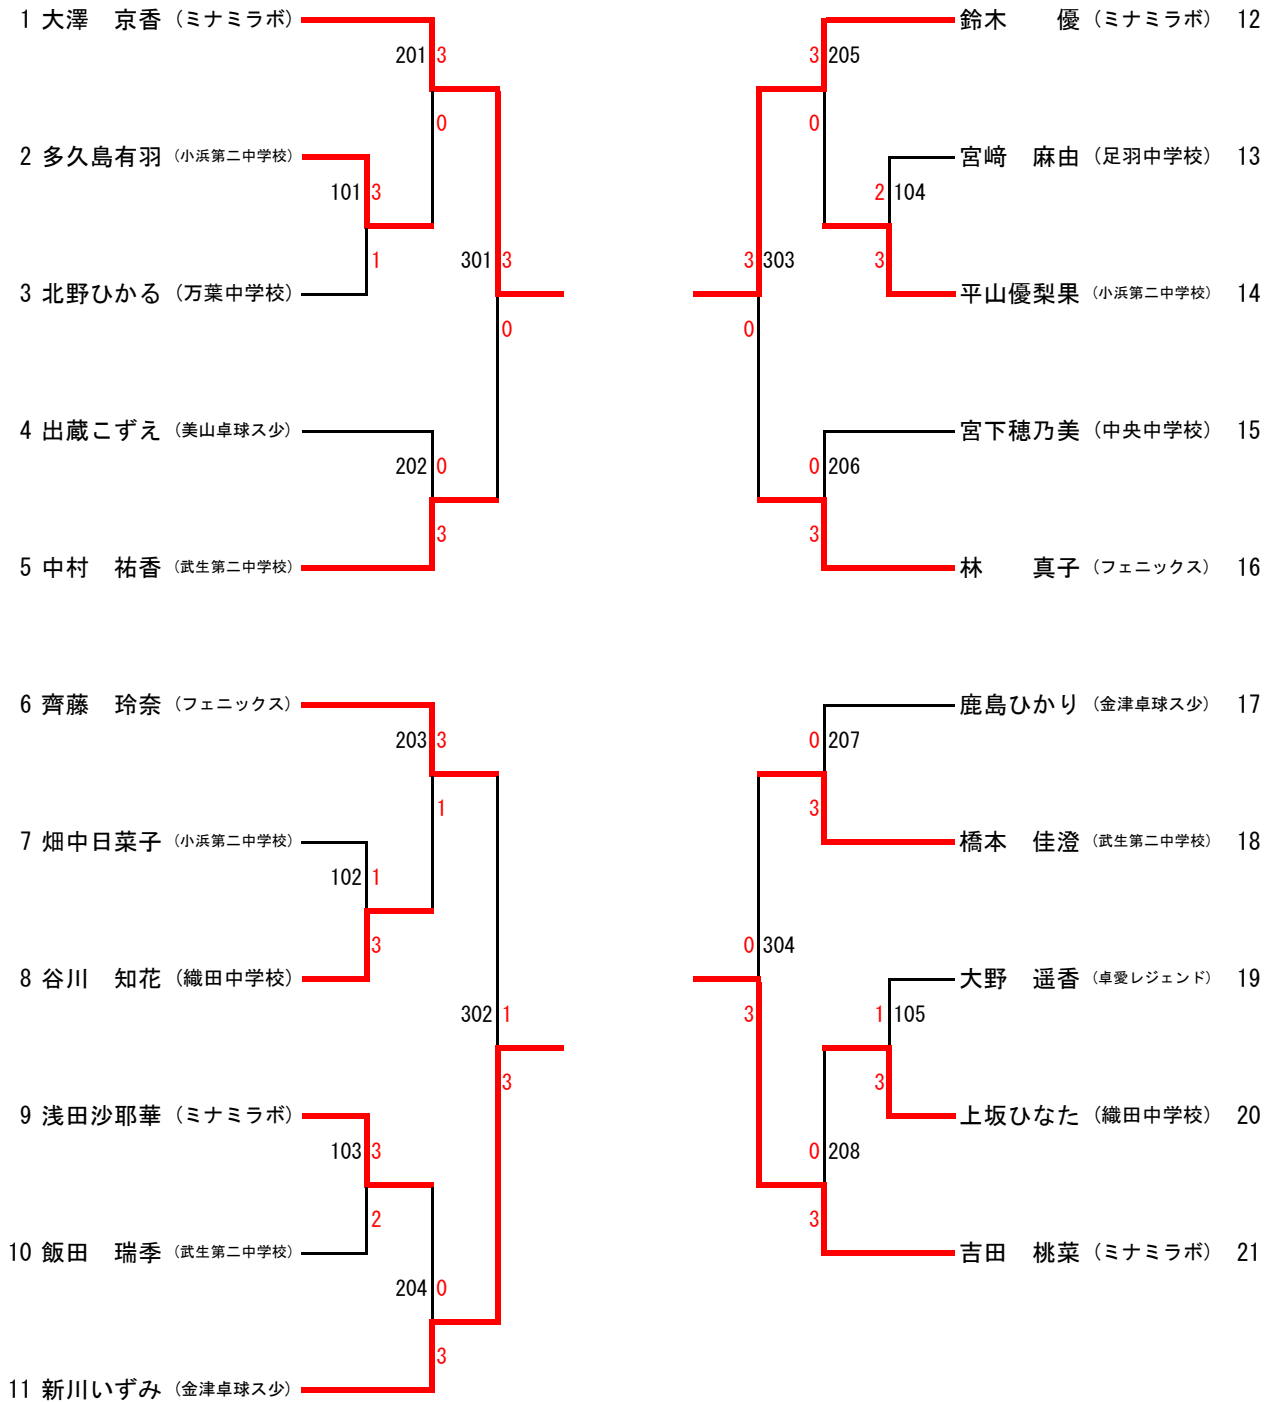 1 大澤　京香 （ミナミラボ）
201 3
0
2 多久島有羽 （小浜第二中学校）
101 3
1
3 北野ひかる （万葉中学校）
301 3
0
4 出蔵こずえ （美山卓球ス少）
202 0
3
5 中村　祐香 （武生第二中学校）
6 齊藤　玲奈 （フェニックス）
203 3
1
7 畑中日菜子 （小浜第二中学校）
102 1
3
8 谷川　知花 （織田中学校）
302 1
3
9 浅田沙耶華 （ミナミラボ）
103 3
2
10 飯田　瑞季 （武生第二中学校）
204 0
3
11 新川いずみ （金津卓球ス少）
鈴木　　優 （ミナミラボ） 12
3 205
0
宮﨑　麻由 （足羽中学校） 13
2 104
3
平山優梨果 （小浜第二中学校） 14
3 303
0
宮下穂乃美 （中央中学校） 15
0 206
3
林　　真子 （フェニックス） 16
鹿島ひかり （金津卓球ス少） 17
0 207
3
橋本　佳澄 （武生第二中学校） 18
0 304
3
大野　遥香 （卓愛レジェンド） 19
1 105
3
上坂ひなた （織田中学校） 20
0 208
3
吉田　桃菜 （ミナミラボ） 21